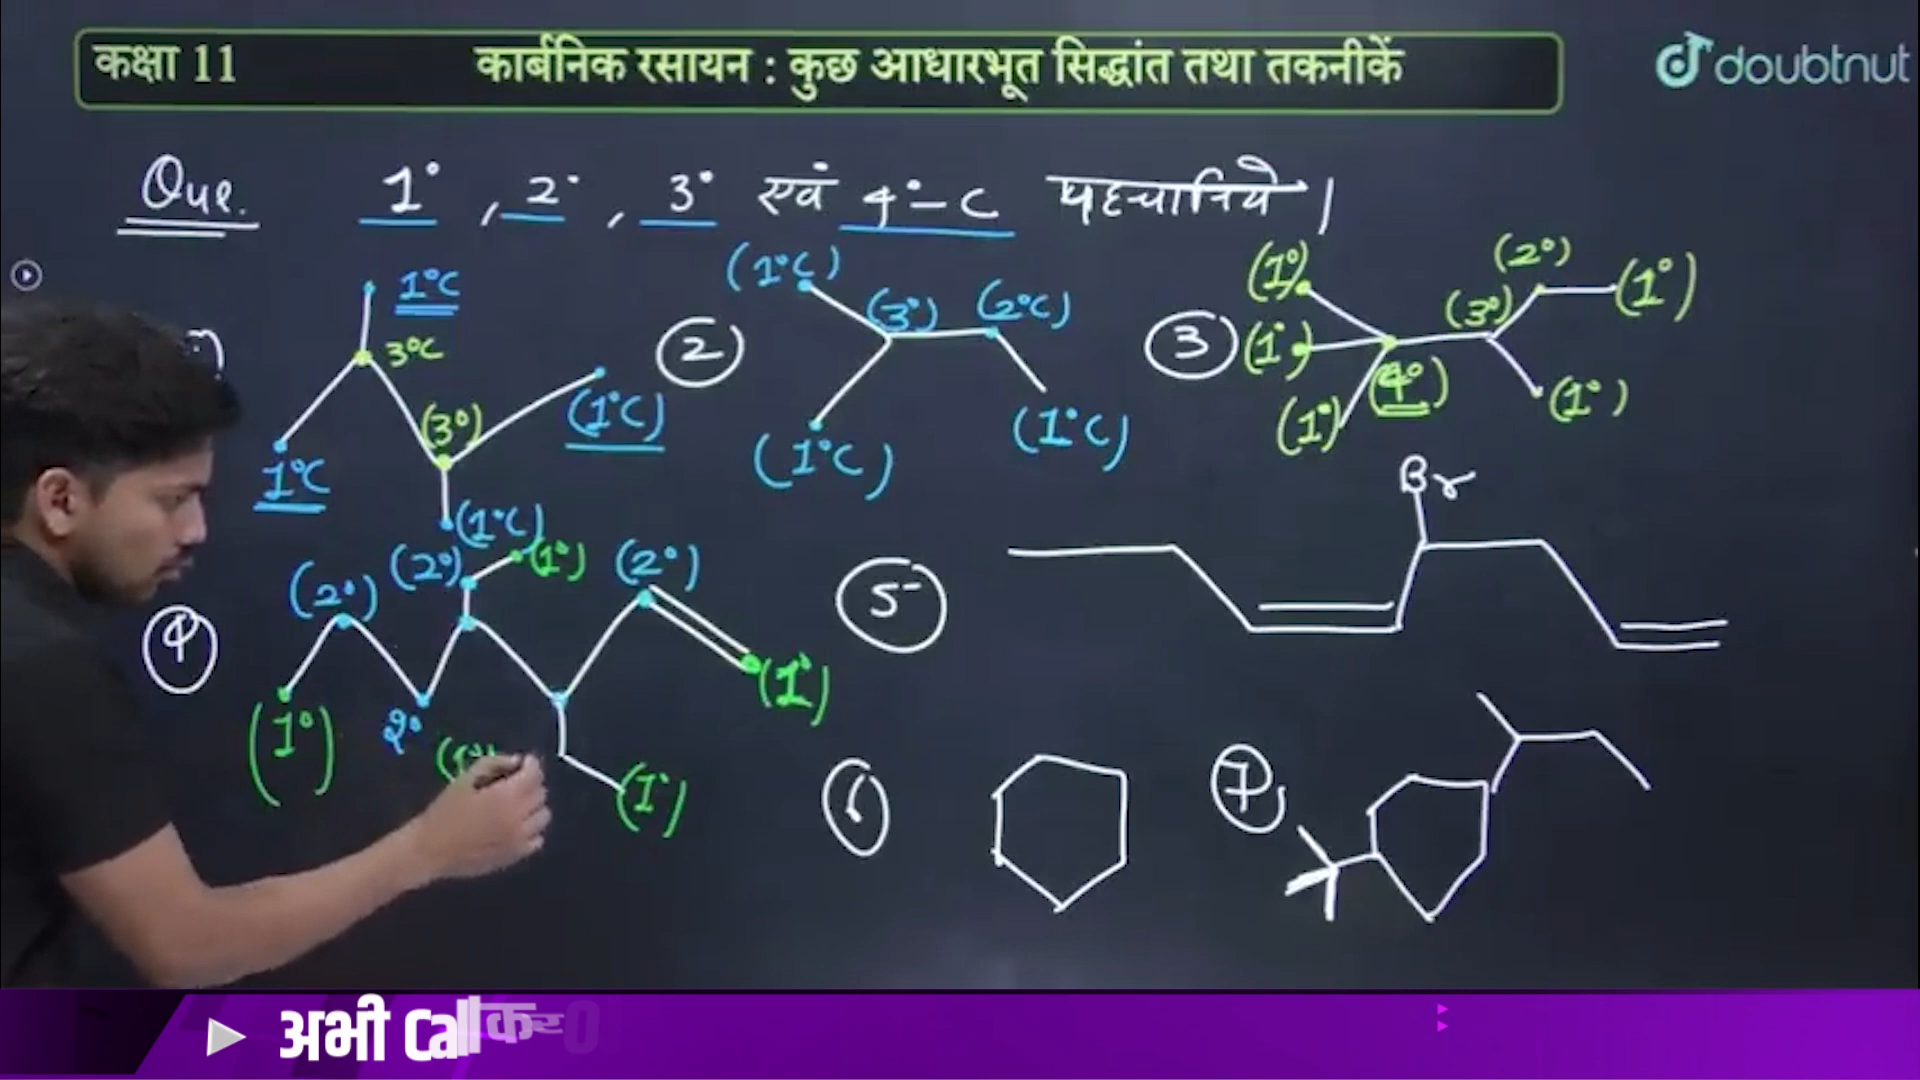 कक्षा 11 कार्बनिक रसायन : कुछ आधारभूत सिद्धांत तथा तकनीकें
doubtnut
Que. 1° , 2° , 3° एवं 4°-C पहचानिये ।
1°C
3°C
(3°)
(1°C)
1°C
(1°C)
2
(1°C)
(3°)
(2°C)
(1°C)
(1°C)
3
(1°)
(1°)
(1°)
(4°)
(3°)
(2°)
(1°)
(1°)
4
(1°)
(2°)
2°
(2°)
(1°)
(2°)
(1°)
(1°)
5
Br
6
7
अभी Call